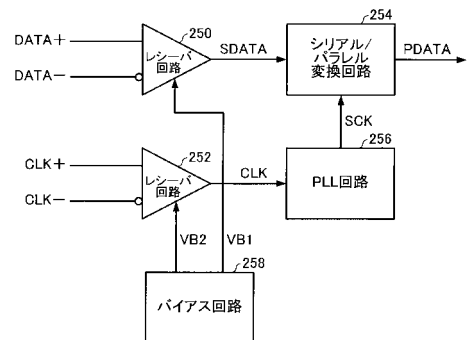 DATA+
DATA−
250
レシーバ
回路
SDATA
254
シリアル/
パラレル
変換回路
PDATA
SCK
CLK+
CLK−
252
レシーバ
回路
CLK
256
PLL回路
VB2
VB1
258
バイアス回路